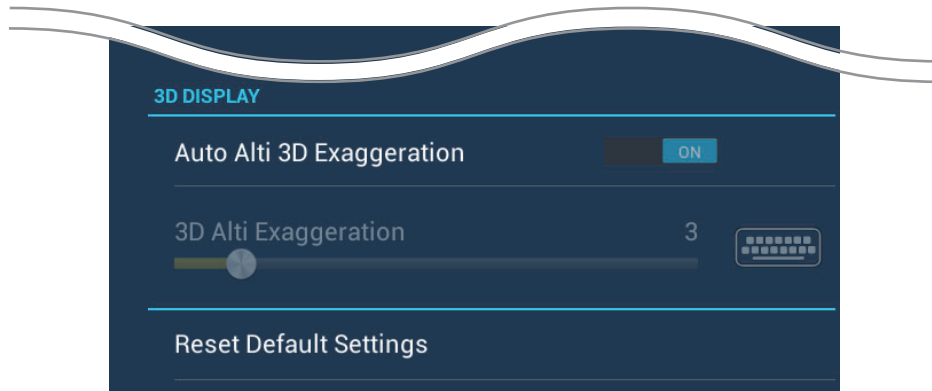 3D DISPLAY
Auto Alti 3D Exaggeration ON
3D Alti Exaggeration 3
Reset Default Settings